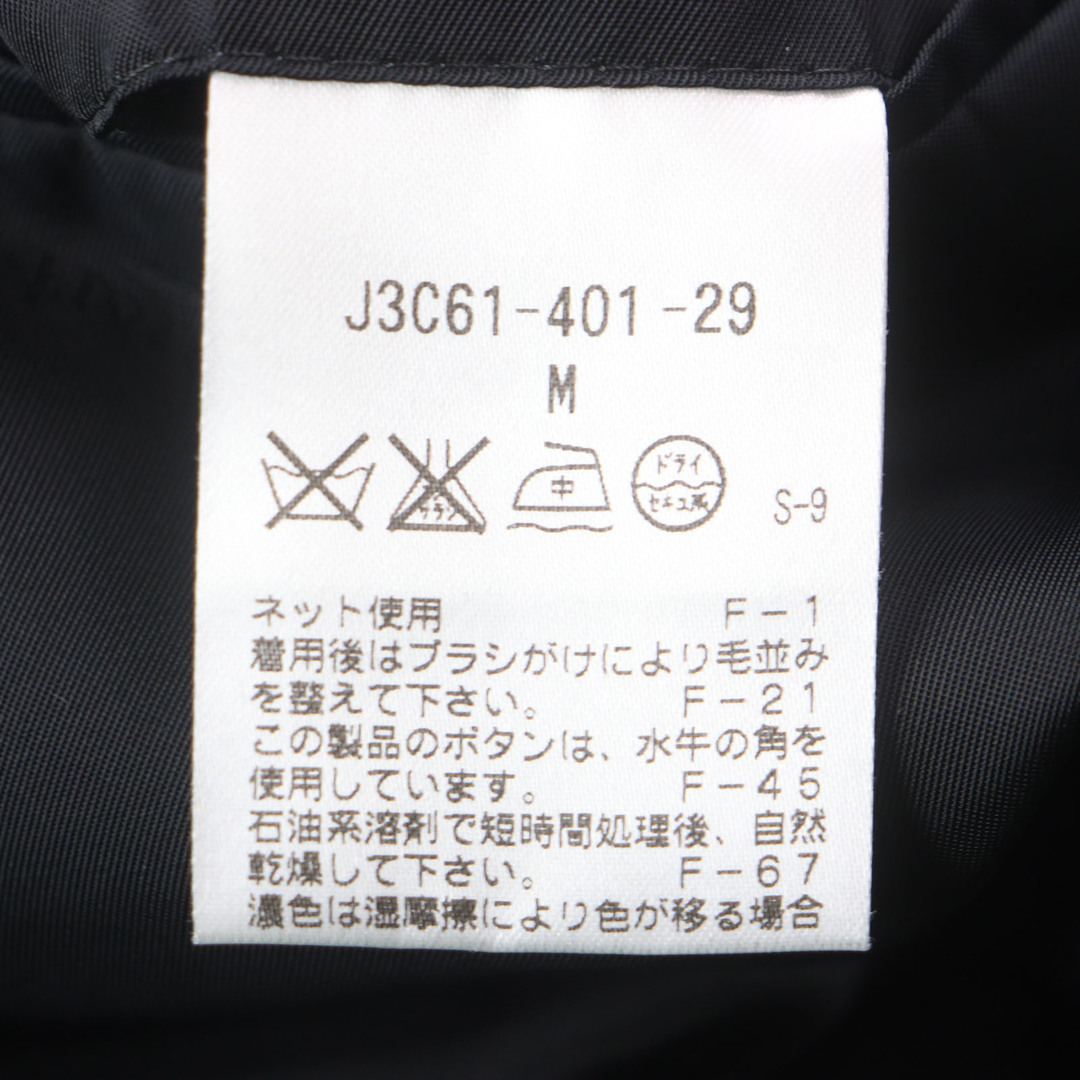 J3C61-401-29
M
中
ドライ
セキユ系
S-9
ネット使用 F-1
着用後はブラシがけにより毛並み
を整えて下さい。 F-21
この製品のボタンは、水牛の角を
使用しています。 F-45
石油系溶剤で短時間処理後、自然
乾燥して下さい。 F-67
濃色は湿摩擦により色が移る場合